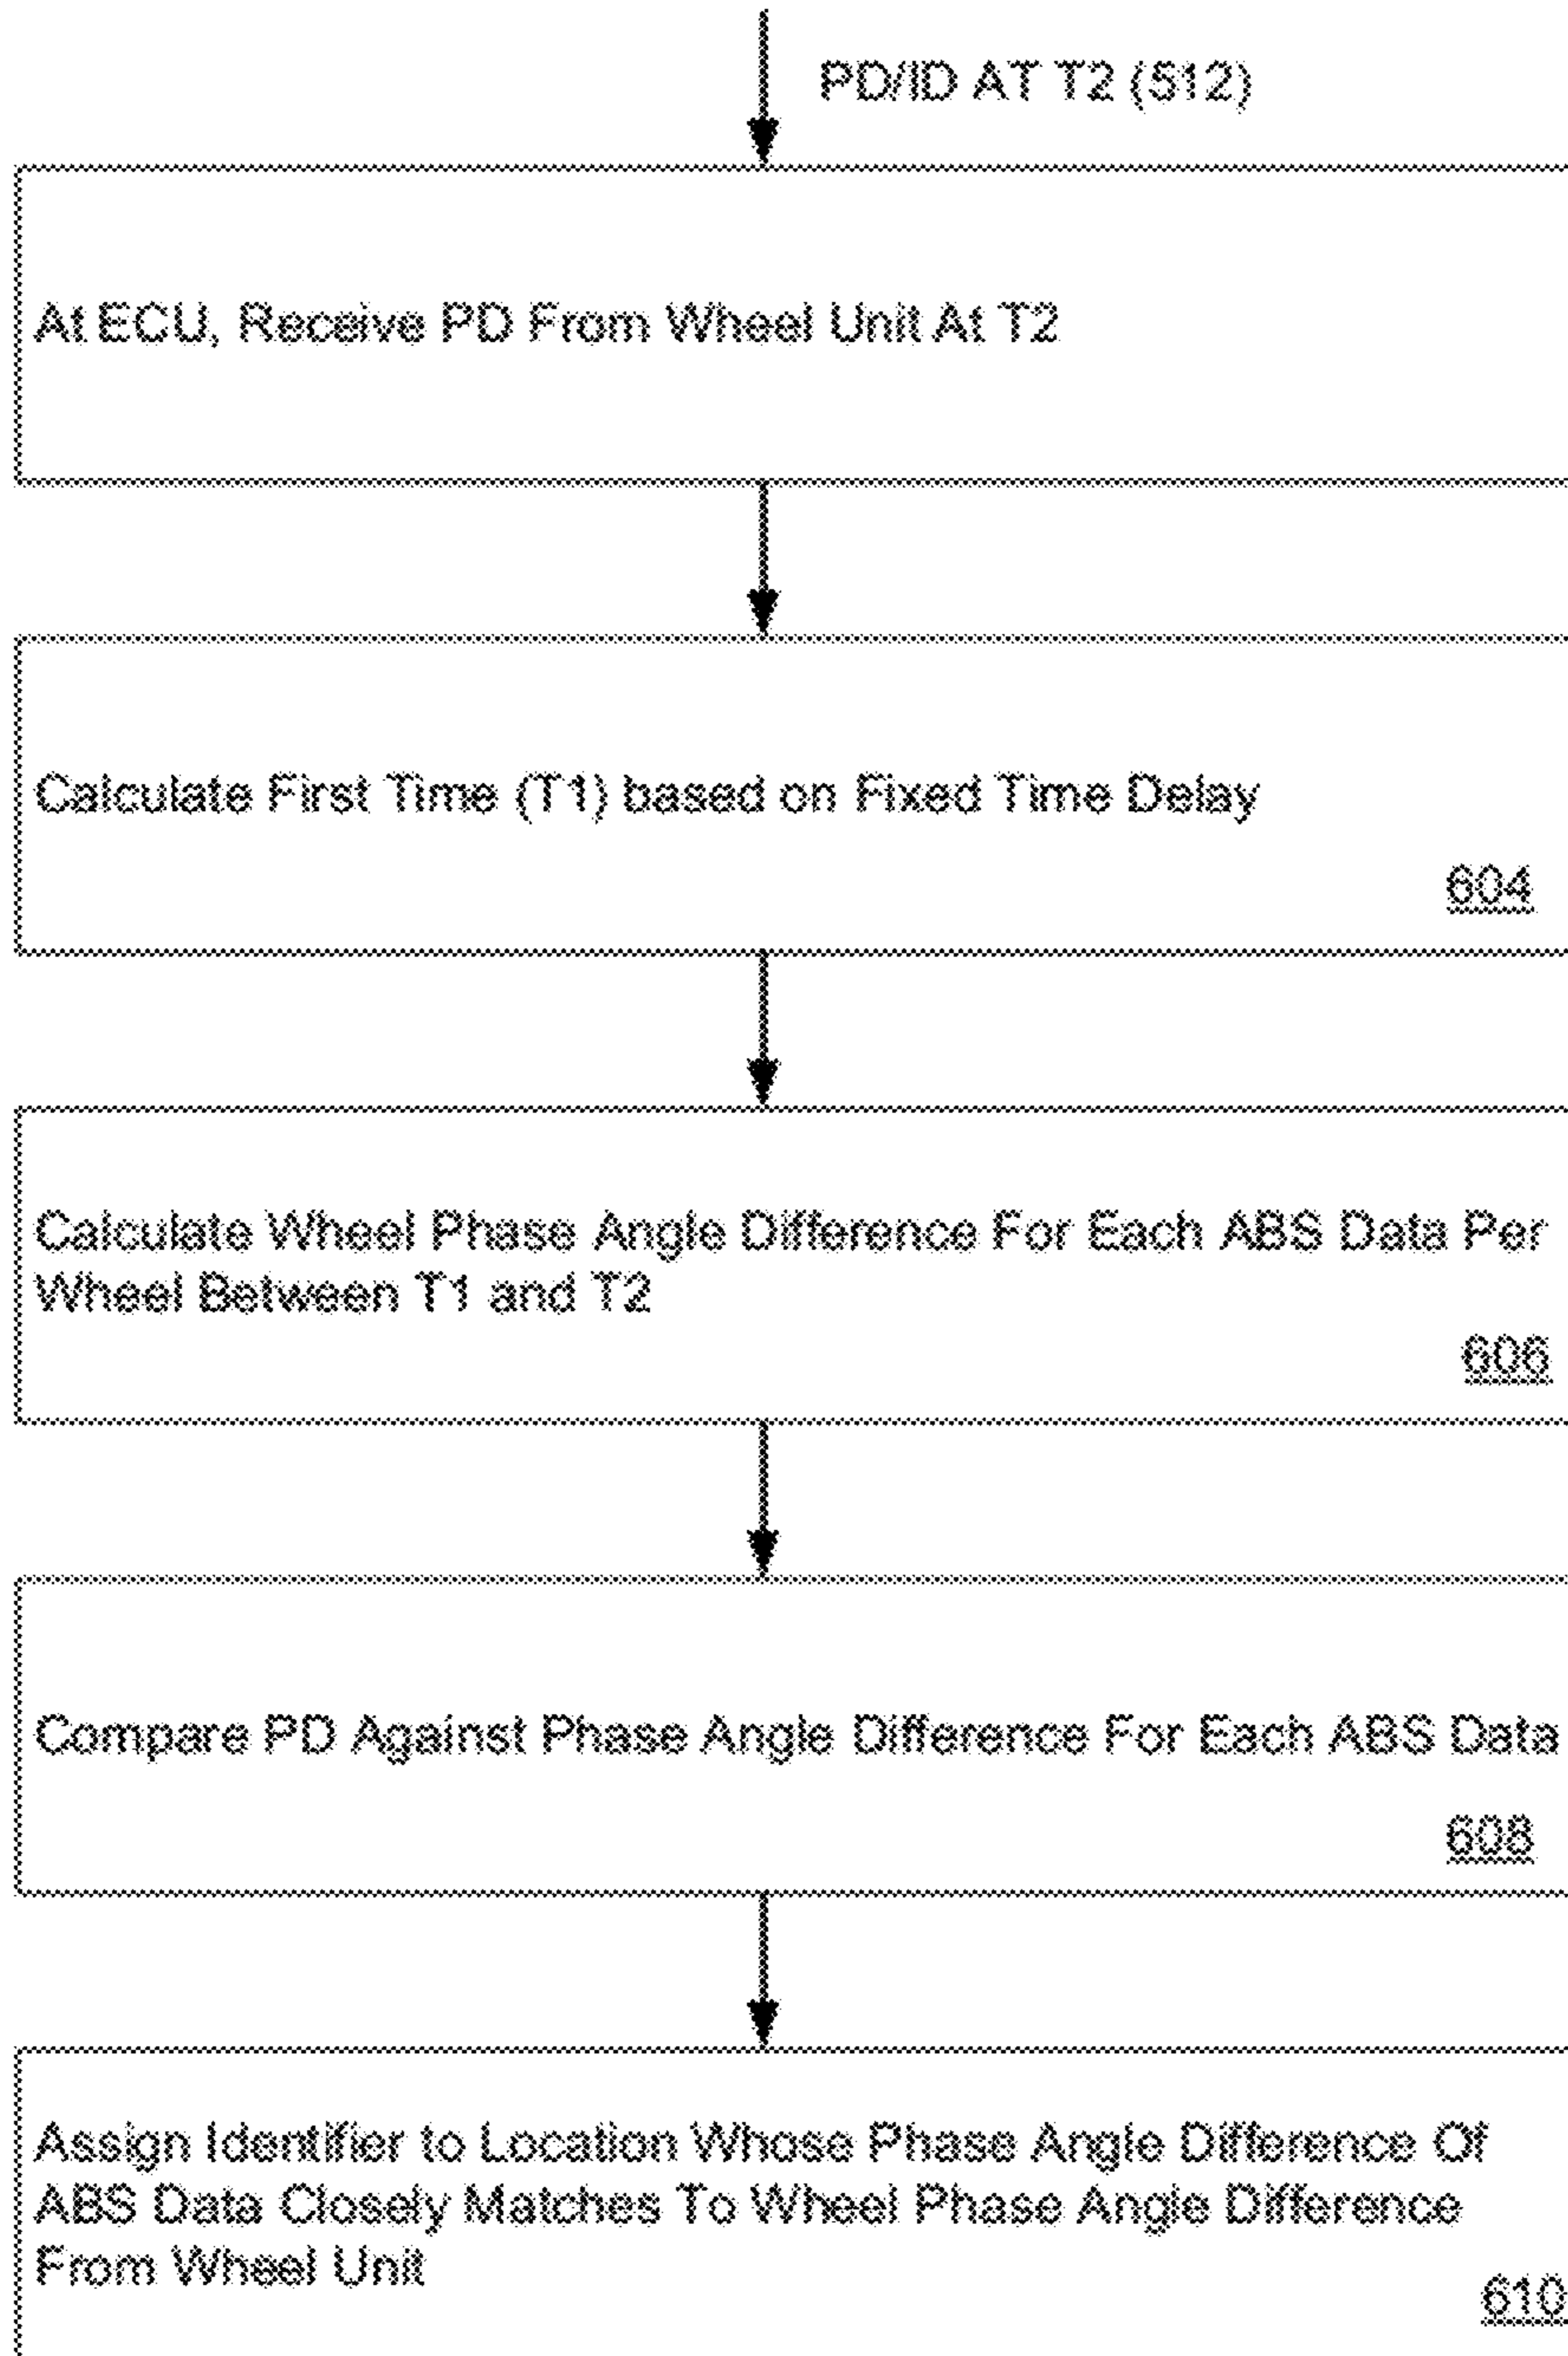 PD/ID AT T2 (512)
At ECU, Receive PD From Wheel Unit At T2
Calculate First Time (T1) based on Fixed Time Delay
604
Calculate Wheel Phase Angle Difference For Each ABS Data Per
Wheel Between T1 and T2
606
Compare PD Against Phase Angle Difference For Each ABS Data
608
Assign Identifier to Location Whose Phase Angle Difference Of
ABS Data Closely Matches To Wheel Phase Angle Difference
From Wheel Unit
610